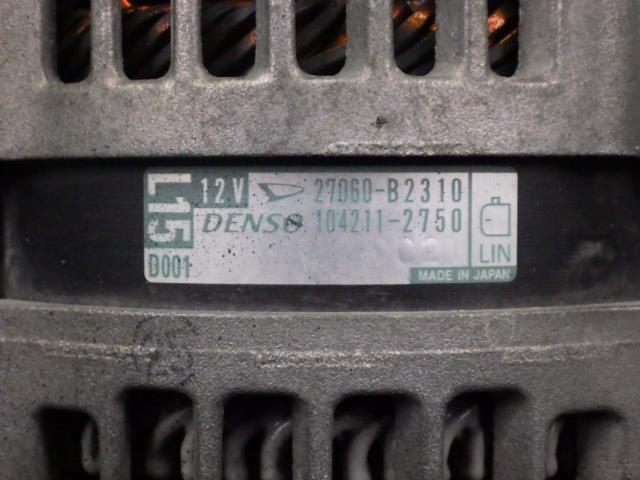 L15
12V 27060-B2310
DENSO 104211-2750
D001
LIN
MADE IN JAPAN